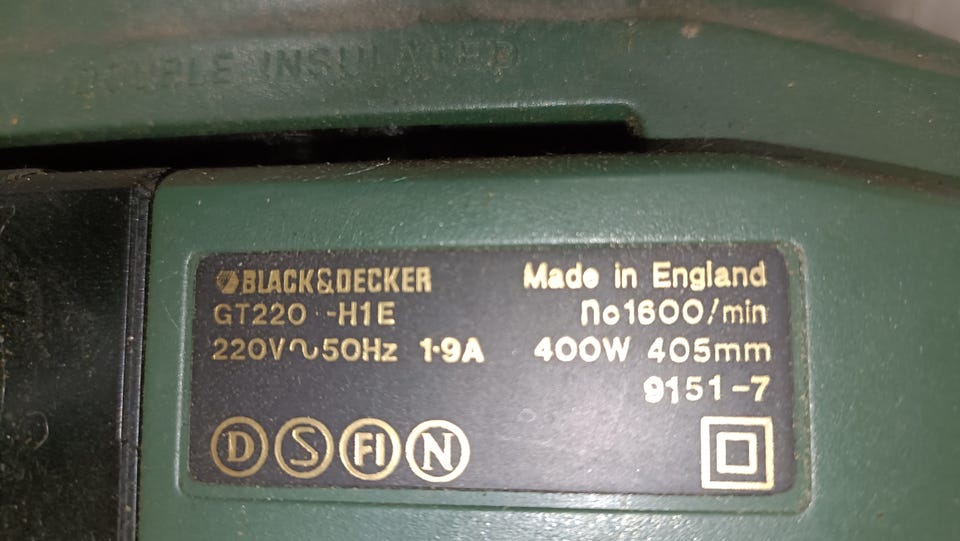 DOUBLE INSULATED
BLACK&DECKER
GT220 -H1E
220V∿50Hz 1·9A
Made in England
no1600/min
400W 405mm
9151-7
D S FI N